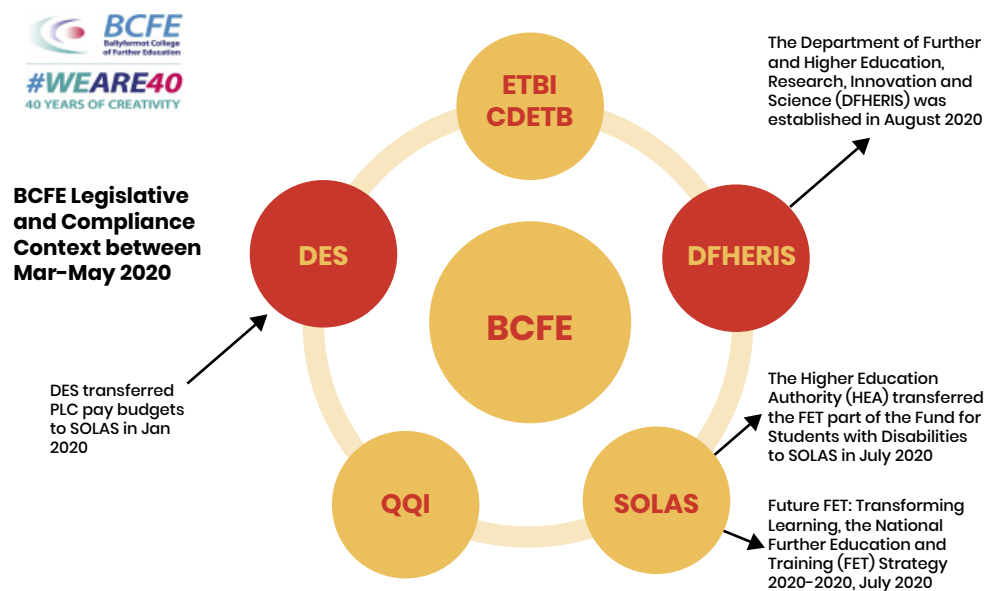 BCFE
Ballyfermot College
of Further Education
#WEARE40
40 YEARS OF CREATIVITY
BCFE Legislative
and Compliance
Context between
Mar-May 2020
ETBI
CDETB
The Department of Further
and Higher Education,
Research, Innovation and
Science (DFHERIS) was
established in August 2020
DES
DFHERIS
BCFE
DES transferred
PLC pay budgets
to SOLAS in Jan
2020
The Higher Education
Authority (HEA) transferred
the FET part of the Fund for
Students with Disabilities
to SOLAS in July 2020
QQI
SOLAS
Future FET: Transforming
Learning, the National
Further Education and
Training (FET) Strategy
2020-2020, July 2020